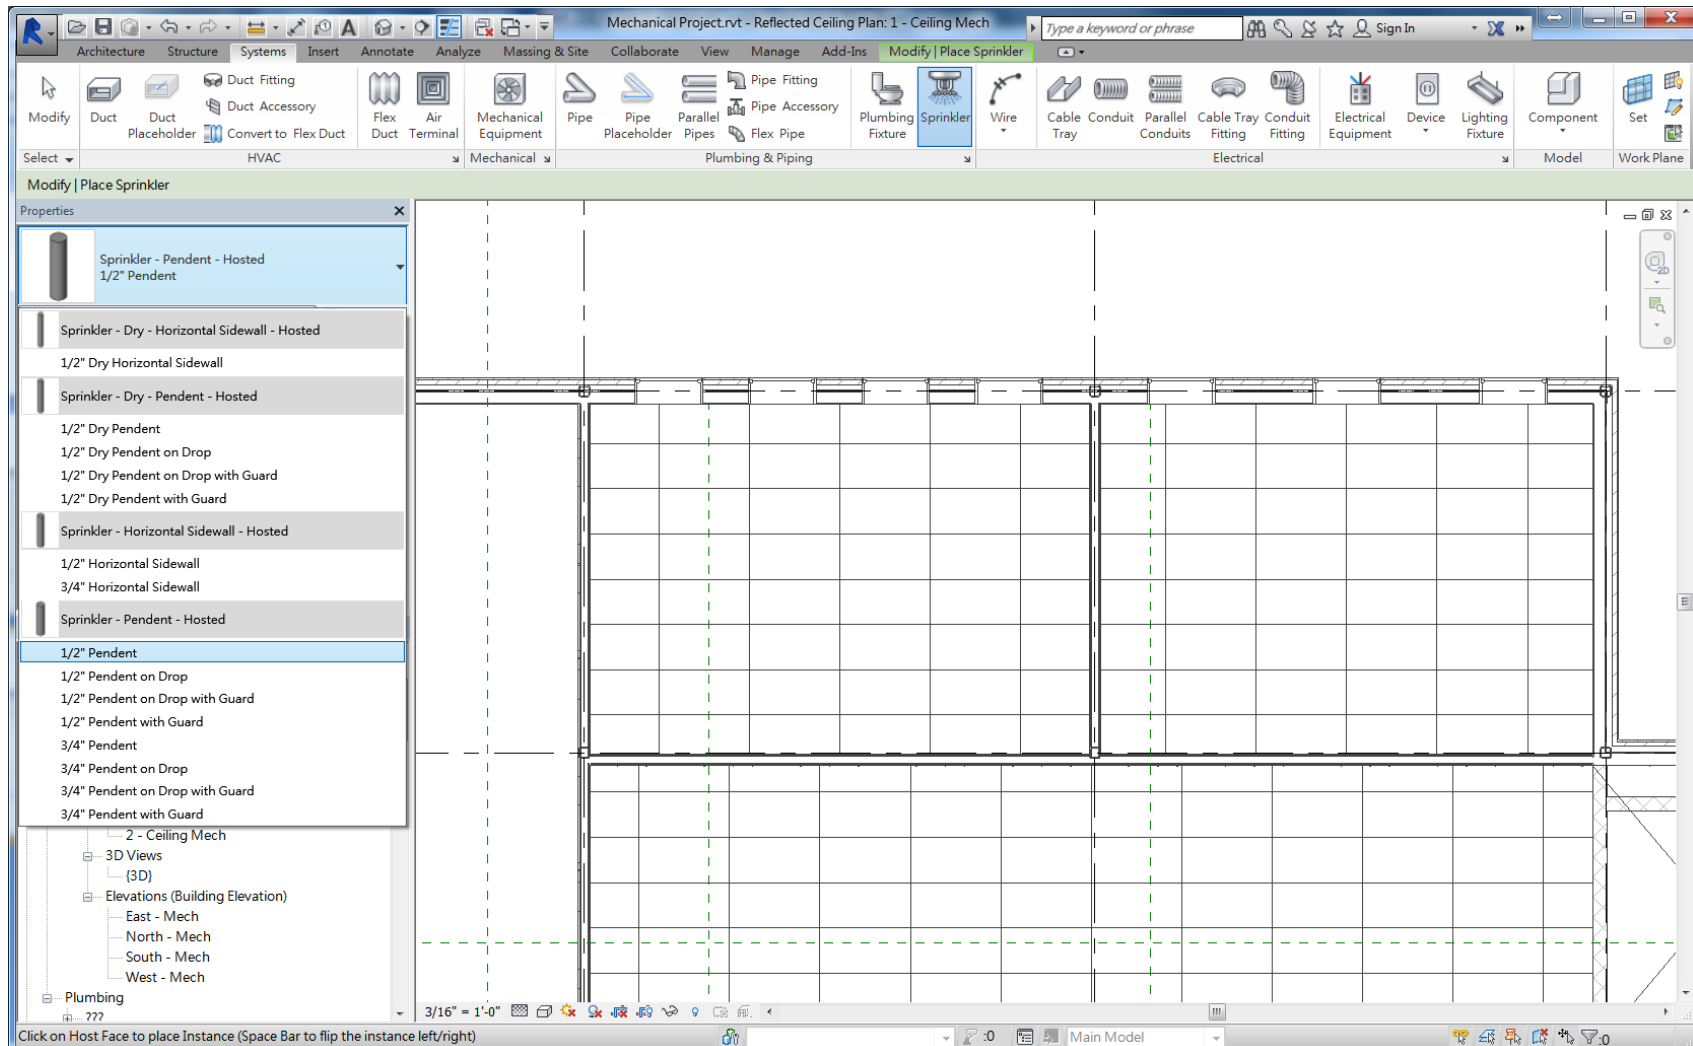 Mechanical Project.rvt - Reflected Ceiling Plan: 1 - Ceiling Mech
Type a keyword or phrase
Sign In
Architecture Structure Systems Insert Annotate Analyze Massing & Site Collaborate View Manage Add-Ins Modify | Place Sprinkler
Modify
Duct
Duct Placeholder
Duct Fitting
Duct Accessory
Convert to Flex Duct
Flex Duct
Air Terminal
Mechanical Equipment
Pipe
Pipe Placeholder
Parallel Pipes
Pipe Fitting
Pipe Accessory
Flex Pipe
Plumbing Fixture
Sprinkler
Wire
Cable Tray
Conduit
Parallel Conduits
Cable Tray Fitting
Conduit Fitting
Electrical Equipment
Device
Lighting Fixture
Component
Set
Select HVAC Mechanical Plumbing & Piping Electrical Model Work Plane
Modify | Place Sprinkler
Properties
Sprinkler - Pendent - Hosted
1/2" Pendent
Sprinkler - Dry - Horizontal Sidewall - Hosted
1/2" Dry Horizontal Sidewall
Sprinkler - Dry - Pendent - Hosted
1/2" Dry Pendent
1/2" Dry Pendent on Drop
1/2" Dry Pendent on Drop with Guard
1/2" Dry Pendent with Guard
Sprinkler - Horizontal Sidewall - Hosted
1/2" Horizontal Sidewall
3/4" Horizontal Sidewall
Sprinkler - Pendent - Hosted
1/2" Pendent
1/2" Pendent on Drop
1/2" Pendent on Drop with Guard
1/2" Pendent with Guard
3/4" Pendent
3/4" Pendent on Drop
3/4" Pendent on Drop with Guard
3/4" Pendent with Guard
2 - Ceiling Mech
3D Views
{3D}
Elevations (Building Elevation)
East - Mech
North - Mech
South - Mech
West - Mech
Plumbing
???
2D
3/16" = 1'-0"
Click on Host Face to place Instance (Space Bar to flip the instance left/right)
:0
Main Model
:0